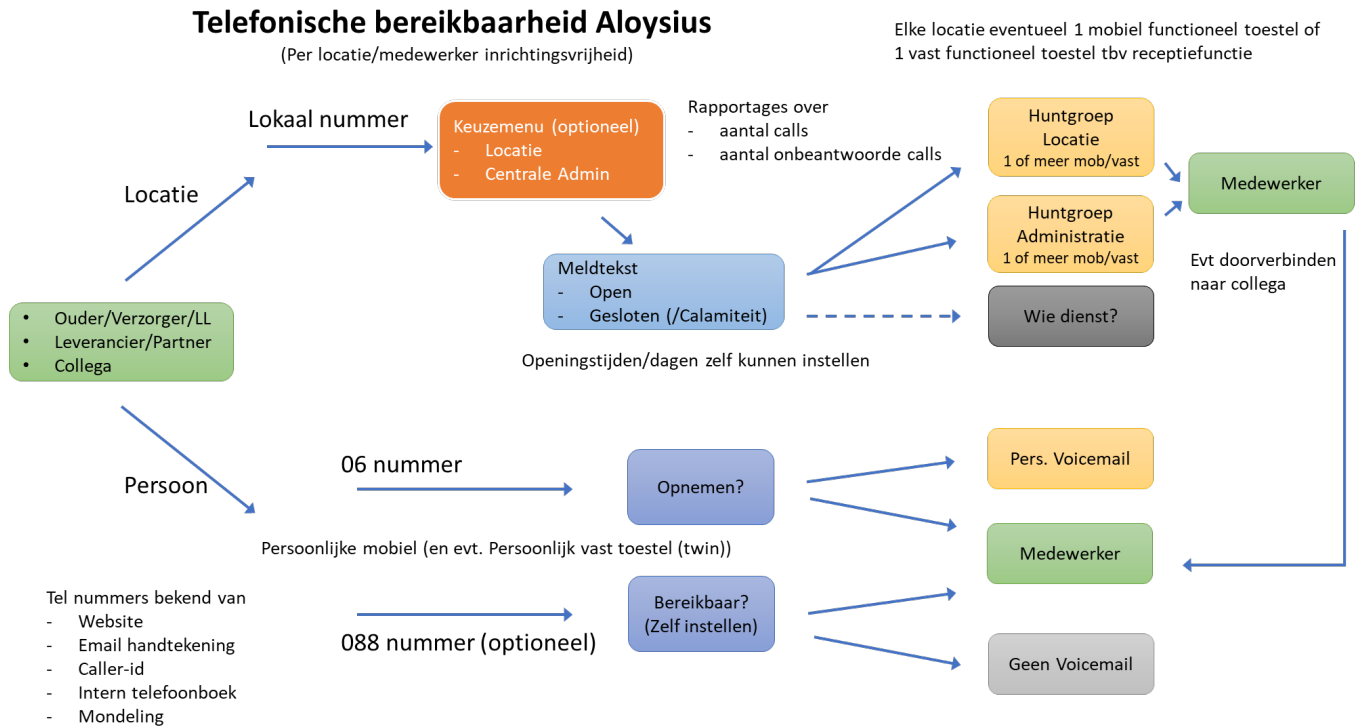 Telefonische bereikbaarheid Aloysius
(Per locatie/medewerker inrichtingsvrijheid)
Elke locatie eventueel 1 mobiel functioneel toestel of
1 vast functioneel toestel tbv receptiefunctie
Lokaal nummer
Keuzemenu (optioneel)
- Locatie
- Centrale Admin
Rapportages over
- aantal calls
- aantal onbeantwoorde calls
Huntgroep
Locatie
1 of meer mob/vast
Medewerker
Locatie
Huntgroep
Administratie
1 of meer mob/vast
Meldtekst
- Open
- Gesloten (/Calamiteit)
Evt doorverbinden
naar collega
Wie dienst?
• Ouder/Verzorger/LL
• Leverancier/Partner
• Collega
Openingstijden/dagen zelf kunnen instellen
Persoon
06 nummer
Opnemen?
Pers. Voicemail
Persoonlijke mobiel (en evt. Persoonlijk vast toestel (twin))
Medewerker
Tel nummers bekend van
- Website
- Email handtekening
- Caller-id
- Intern telefoonboek
- Mondeling
088 nummer (optioneel)
Bereikbaar?
(Zelf instellen)
Geen Voicemail